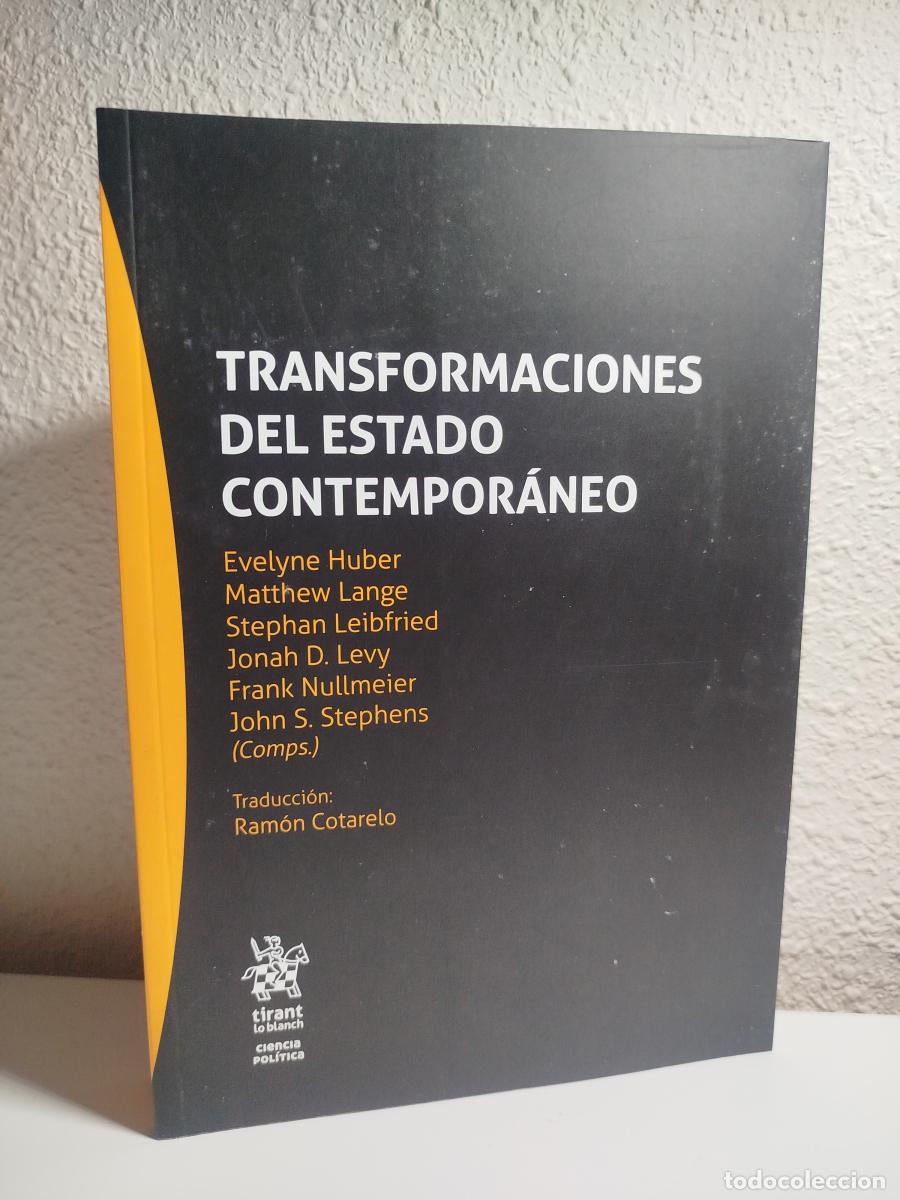 TRANSFORMACIONES
DEL ESTADO
CONTEMPORÁNEO
Evelyne Huber
Matthew Lange
Stephan Leibfried
Jonah D. Levy
Frank Nullmeier
John S. Stephens
(Comps.)
Traducción:
Ramón Cotarelo
tirant
lo blanch
ciencia
política
todocoleccion